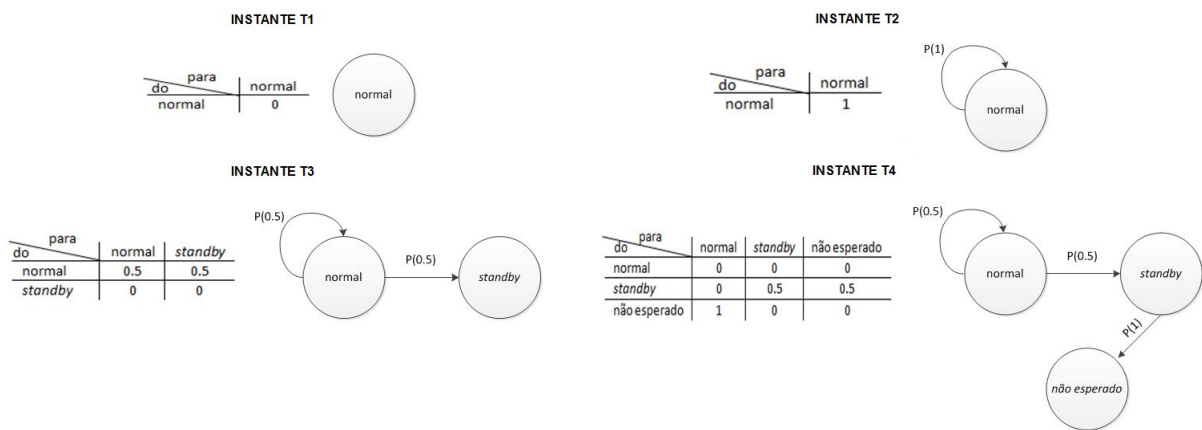 INSTANTE T1
para
do
normal
normal
0
normal
INSTANTE T2
para
do
normal
normal
1
P(1)
normal
INSTANTE T3
para
do
normal standby
normal 0.5 0.5
standby 0 0
P(0.5)
normal
P(0.5)
standby
INSTANTE T4
para
do
normal standby não esperado
normal 0 0 0
standby 0 0.5 0.5
não esperado 1 0 0
P(0.5)
normal
P(0.5)
standby
P(1)
não esperado